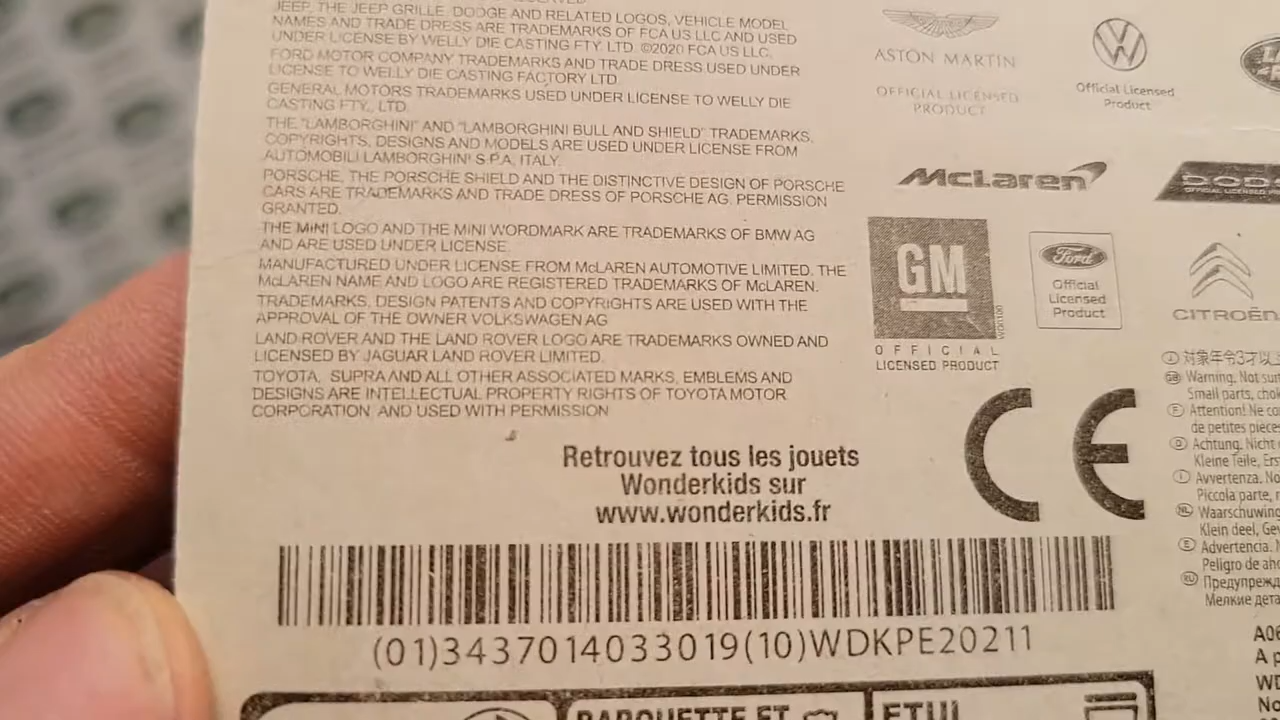 JEEP, THE JEEP GRILLE, DODGE AND RELATED LOGOS, VEHICLE MODEL
NAMES AND TRADE DRESS ARE TRADEMARKS OF FCA US LLC AND USED
UNDER LICENSE BY WELLY DIE CASTING FTY. LTD. ©2020 FCA US LLC.
FORD MOTOR COMPANY TRADEMARKS AND TRADE DRESS USED UNDER
LICENSE TO WELLY DIE CASTING FACTORY LTD.
GENERAL MOTORS TRADEMARKS USED UNDER LICENSE TO WELLY DIE
CASTING FTY., LTD.
THE "LAMBORGHINI" AND "LAMBORGHINI BULL AND SHIELD" TRADEMARKS,
COPYRIGHTS, DESIGNS AND MODELS ARE USED UNDER LICENSE FROM
AUTOMOBILI LAMBORGHINI S.P.A. ITALY.
PORSCHE, THE PORSCHE SHIELD AND THE DISTINCTIVE DESIGN OF PORSCHE
CARS ARE TRADEMARKS AND TRADE DRESS OF PORSCHE AG. PERMISSION
GRANTED.
THE MINI LOGO AND THE MINI WORDMARK ARE TRADEMARKS OF BMW AG
AND ARE USED UNDER LICENSE.
MANUFACTURED UNDER LICENSE FROM McLAREN AUTOMOTIVE LIMITED. THE
McLAREN NAME AND LOGO ARE REGISTERED TRADEMARKS OF McLAREN.
TRADEMARKS, DESIGN PATENTS AND COPYRIGHTS ARE USED WITH THE
APPROVAL OF THE OWNER VOLKSWAGEN AG
LAND ROVER AND THE LAND ROVER LOGO ARE TRADEMARKS OWNED AND
LICENSED BY JAGUAR LAND ROVER LIMITED.
TOYOTA, SUPRA AND ALL OTHER ASSOCIATED MARKS, EMBLEMS AND
DESIGNS ARE INTELLECTUAL PROPERTY RIGHTS OF TOYOTA MOTOR
CORPORATION AND USED WITH PERMISSION
ASTON MARTIN
OFFICIAL LICENSED
PRODUCT
Official Licensed
Product
McLaren
GM
OFFICIAL
LICENSED PRODUCT
Ford
Official
Licensed
Product
CITROËN
CE
対象年令3才以
Warning. Not
Small parts,
Attention! Ne
de petites pièce
Achtung. Nicht
Kleine Teile,
Avvertenza.
Piccola parte,
Klein deel,
Advertencia.
Peligro de
Мелкие
Retrouvez tous les jouets
Wonderkids sur
www.wonderkids.fr
(01)3437014033019(10)WDKPE20211
BARQUETTE ET
ETUI